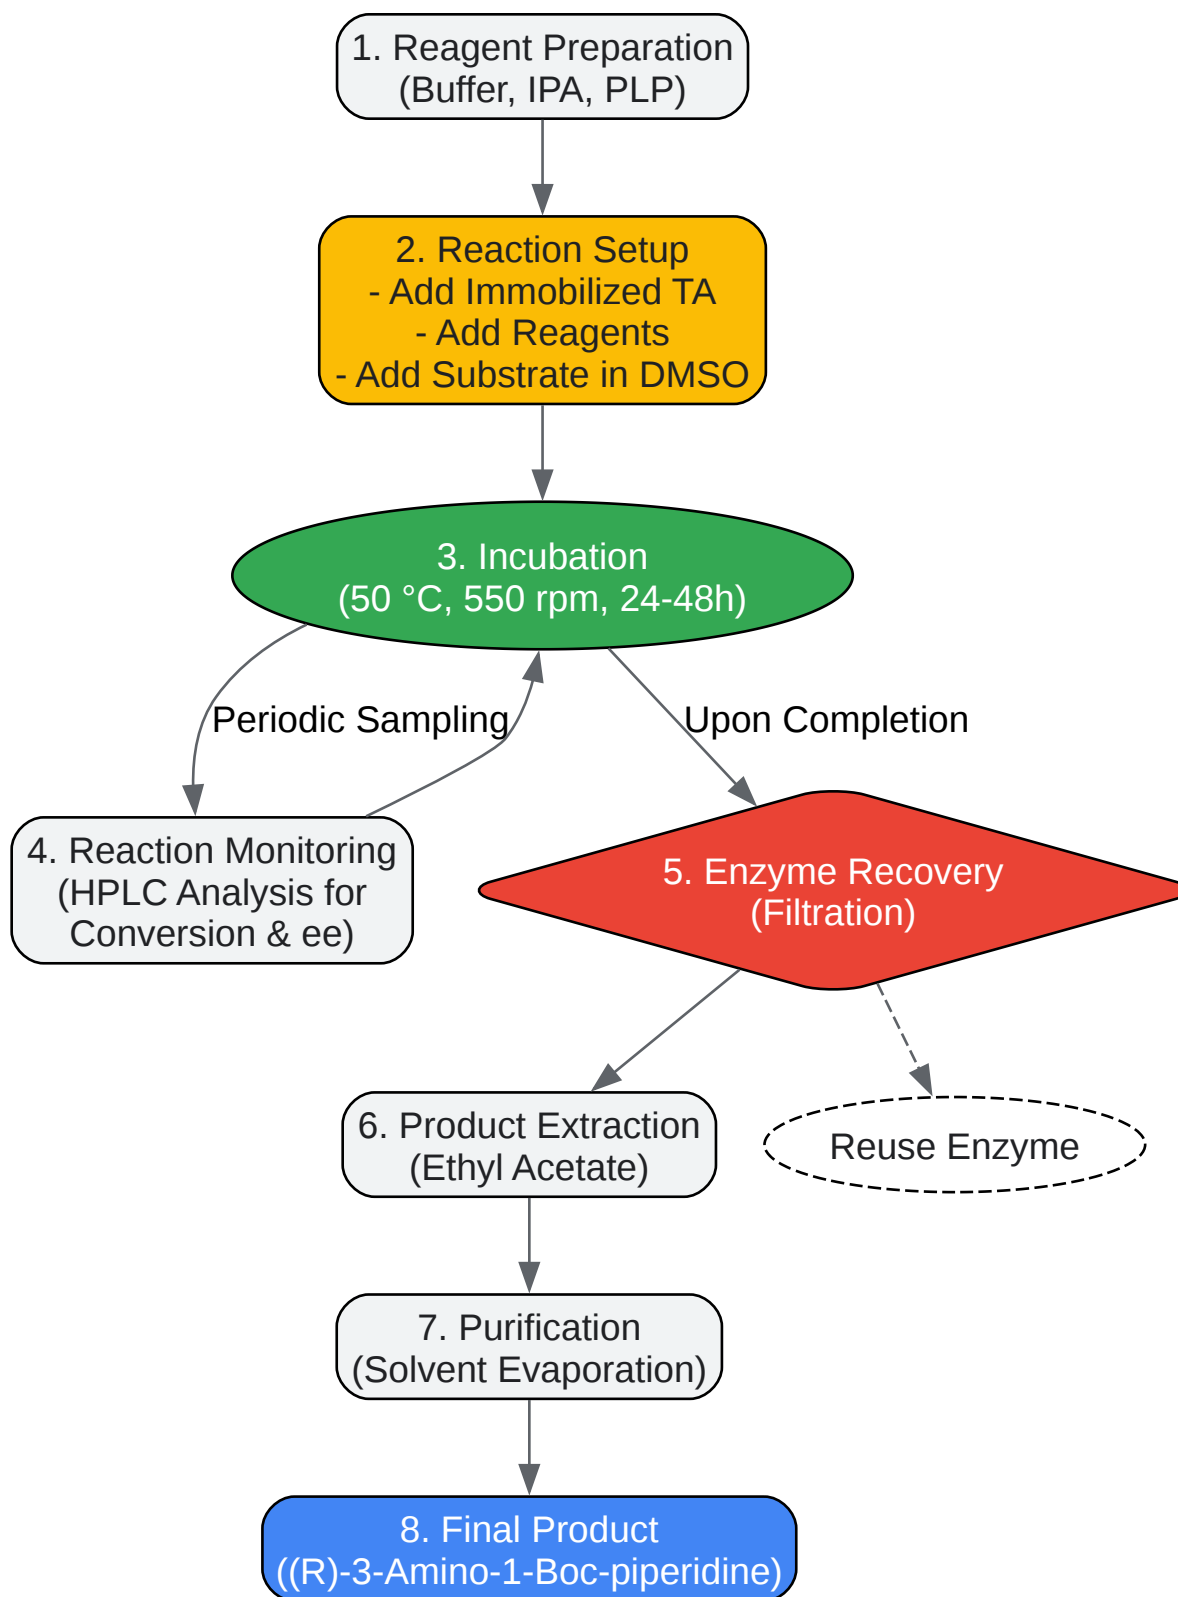 1. Reagent Preparation
(Buffer, IPA, PLP)
2. Reaction Setup
- Add Immobilized TA
- Add Reagents
- Add Substrate in DMSO
3. Incubation
(50 °C, 550 rpm, 24-48h)
Periodic Sampling
Upon Completion
4. Reaction Monitoring
(HPLC Analysis for
Conversion & ee)
5. Enzyme Recovery
(Filtration)
6. Product Extraction
(Ethyl Acetate)
Reuse Enzyme
7. Purification
(Solvent Evaporation)
8. Final Product
((R)-3-Amino-1-Boc-piperidine)